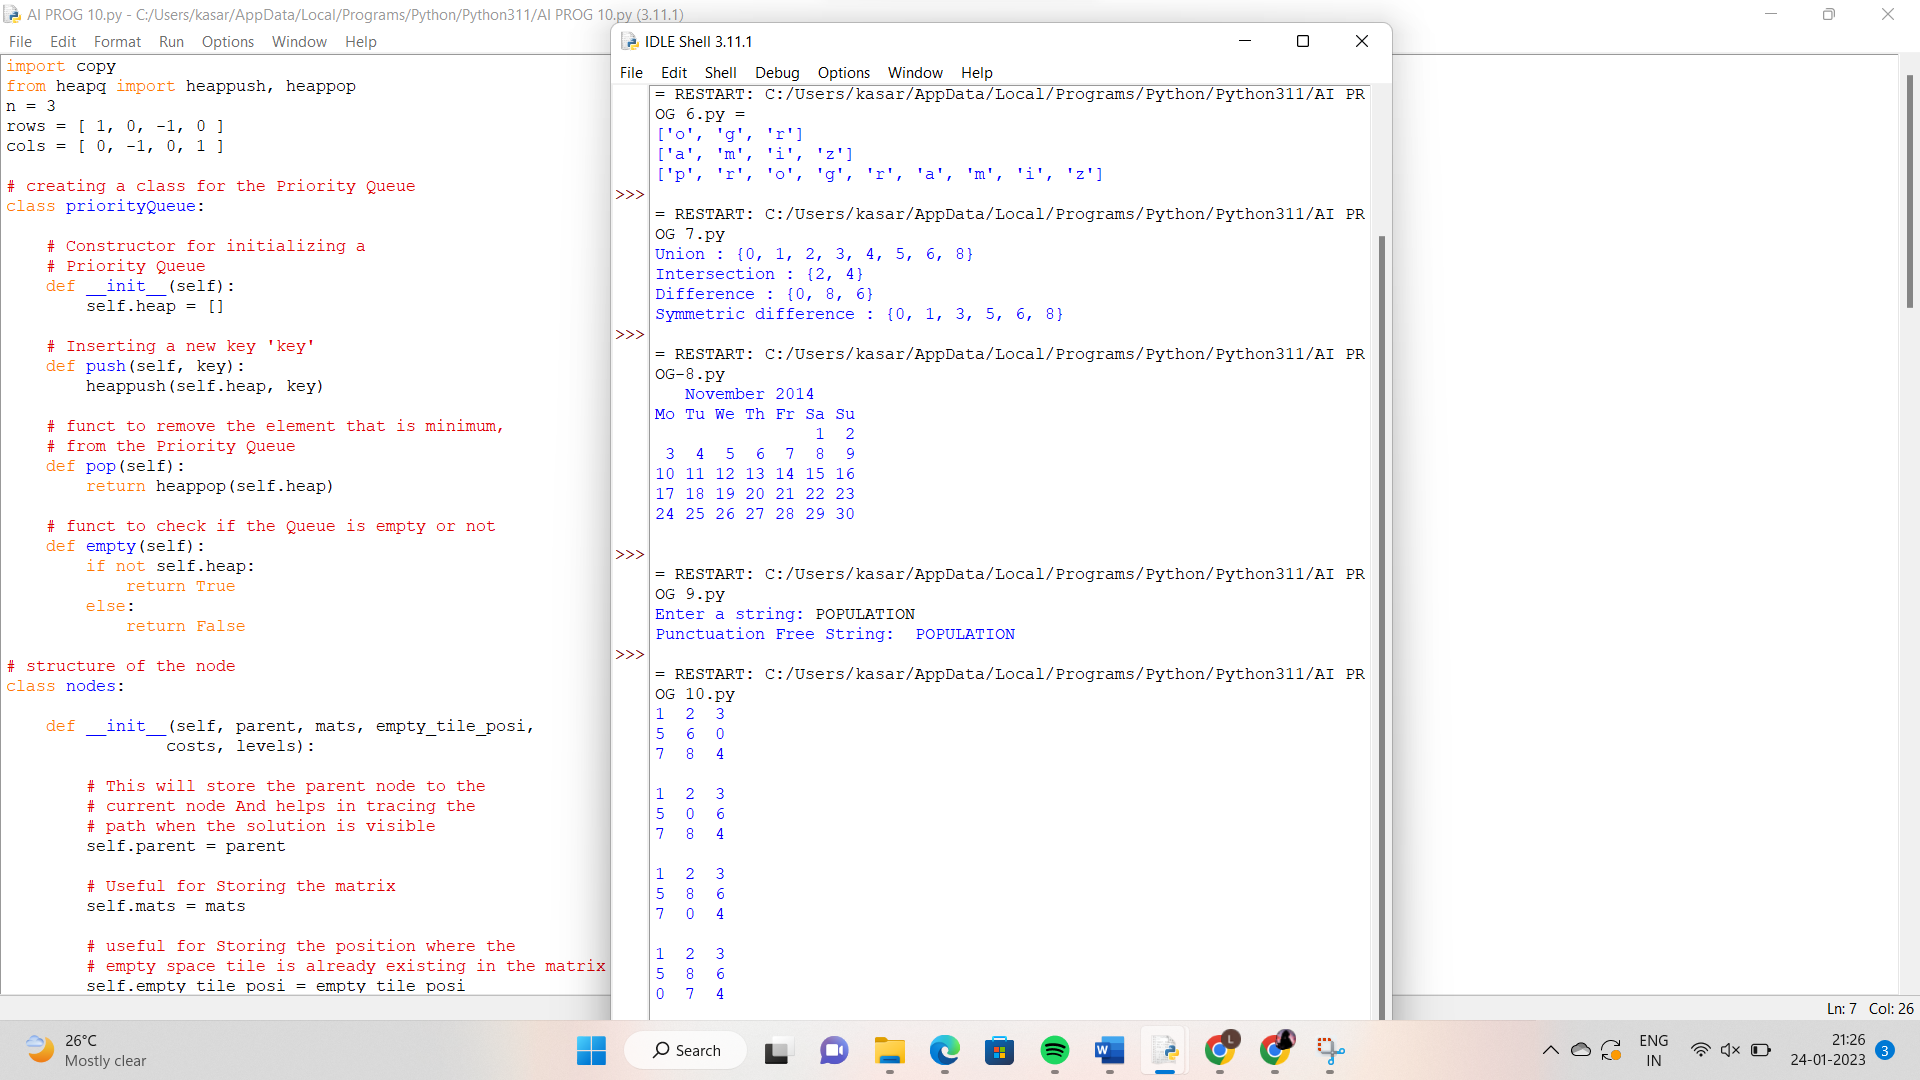 AI PROG 10.py - C:/Users/kasar/AppData/Local/Programs/Python/Python311/AI PROG 10.py (3.11.1)
File Edit Format Run Options Window Help
import copy
from heapq import heappush, heappop
n = 3
rows = [ 1, 0, -1, 0 ]
cols = [ 0, -1, 0, 1 ]
# creating a class for the Priority Queue
class priorityQueue:
# Constructor for initializing a
# Priority Queue
def __init__(self):
self.heap = []
# Inserting a new key 'key'
def push(self, key):
heappush(self.heap, key)
# funct to remove the element that is minimum,
# from the Priority Queue
def pop(self):
return heappop(self.heap)
# funct to check if the Queue is empty or not
def empty(self):
if not self.heap:
return True
else:
return False
# structure of the node
class nodes:
def __init__(self, parent, mats, empty_tile_posi,
costs, levels):
# This will store the parent node to the
# current node And helps in tracing the
# path when the solution is visible
self.parent = parent
# Useful for Storing the matrix
self.mats = mats
# useful for Storing the position where the
# empty space tile is already existing in the matrix
self.empty_tile_posi = empty_tile_posi
IDLE Shell 3.11.1
File Edit Shell Debug Options Window Help
= RESTART: C:/Users/kasar/AppData/Local/Programs/Python/Python311/AI PR
OG 6.py =
['o', 'g', 'r']
['a', 'm', 'i', 'z']
['p', 'r', 'o', 'g', 'r', 'a', 'm', 'i', 'z']
>>>
= RESTART: C:/Users/kasar/AppData/Local/Programs/Python/Python311/AI PR
OG 7.py
Union : {0, 1, 2, 3, 4, 5, 6, 8}
Intersection : {2, 4}
Difference : {0, 8, 6}
Symmetric difference : {0, 1, 3, 5, 6, 8}
>>>
= RESTART: C:/Users/kasar/AppData/Local/Programs/Python/Python311/AI PR
OG-8.py
November 2014
Mo Tu We Th Fr Sa Su
1 2
3 4 5 6 7 8 9
10 11 12 13 14 15 16
17 18 19 20 21 22 23
24 25 26 27 28 29 30
>>>
= RESTART: C:/Users/kasar/AppData/Local/Programs/Python/Python311/AI PR
OG 9.py
Enter a string: POPULATION
Punctuation Free String:  POPULATION
>>>
= RESTART: C:/Users/kasar/AppData/Local/Programs/Python/Python311/AI PR
OG 10.py
1 2 3
5 6 0
7 8 4
1 2 3
5 0 6
7 8 4
1 2 3
5 8 6
7 0 4
1 2 3
5 8 6
0 7 4
Ln: 7 Col: 26
26°C
Mostly clear
Search
W
L
ENG
IN
21:26
24-01-2023
3